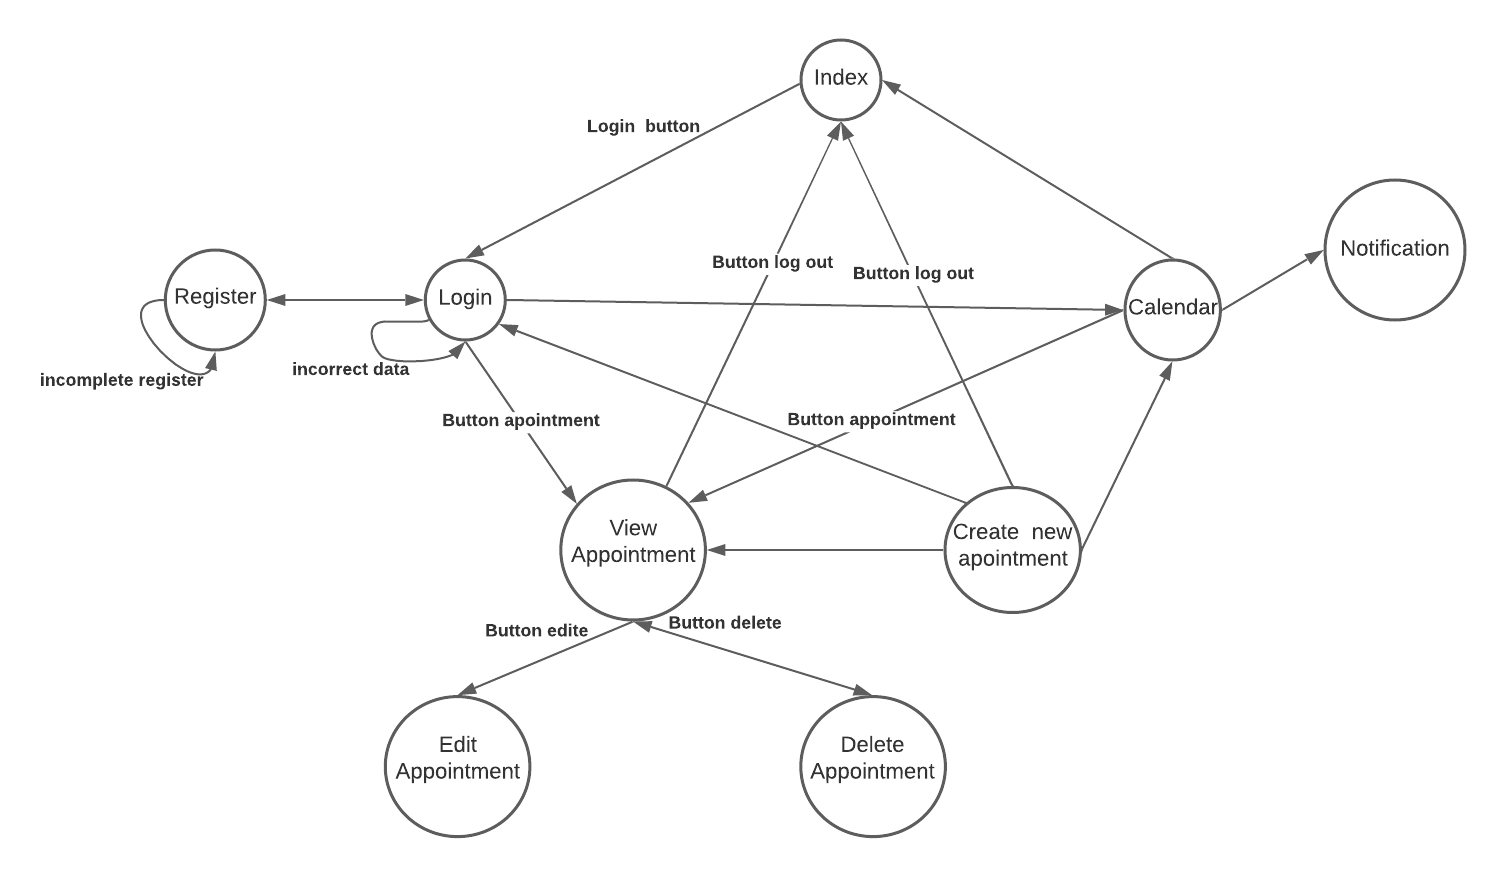 Index
Login  button
Notification
Button log out
Button log out
Register
Login
Calendar
incomplete register
incorrect data
Button apointment
Button appointment
View
Appointment
Create  new
apointment
Button edite
Button delete
Edit
Appointment
Delete
Appointment